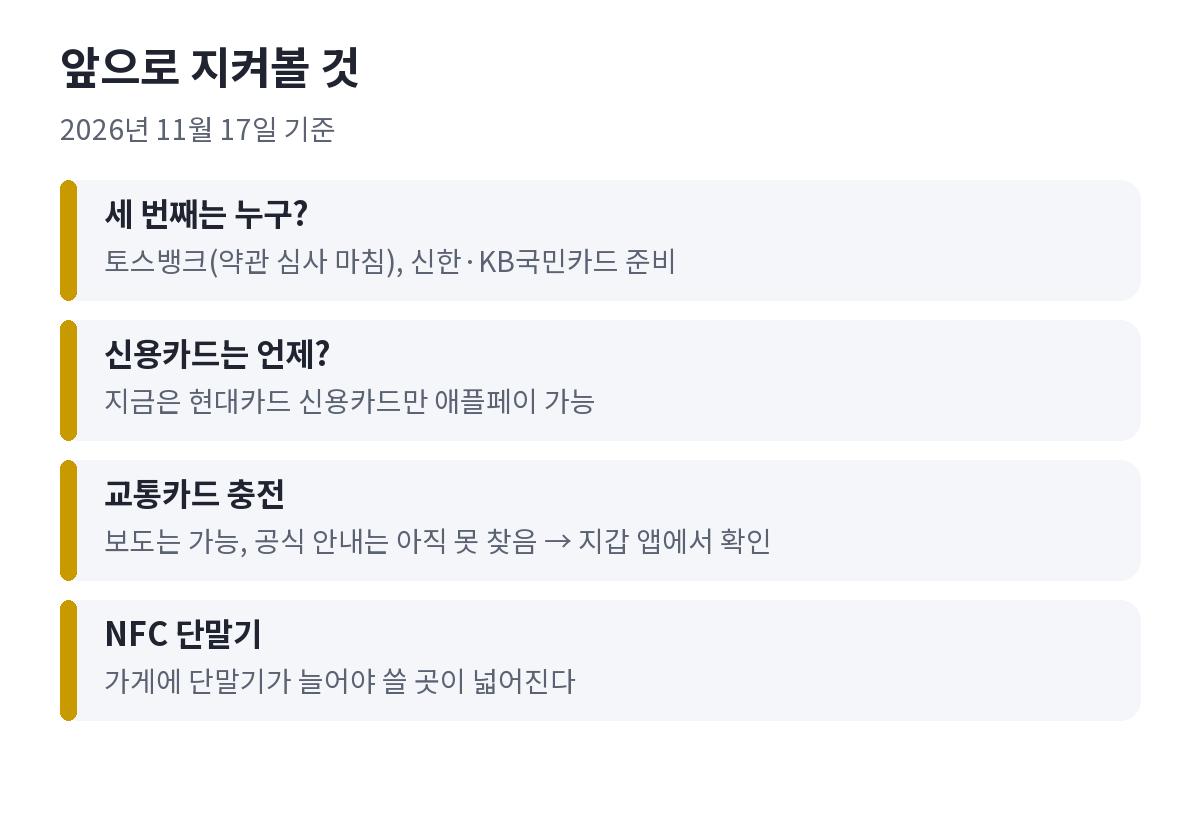 앞으로 지켜볼 것
2026년 11월 17일 기준
세 번째는 누구?
토스뱅크(약관 심사 마침), 신한·KB국민카드 준비
신용카드는 언제?
지금은 현대카드 신용카드만 애플페이 가능
교통카드 충전
보도는 가능, 공식 안내는 아직 못 찾음 → 지갑 앱에서 확인
NFC 단말기
가게에 단말기가 늘어야 쓸 곳이 넓어진다